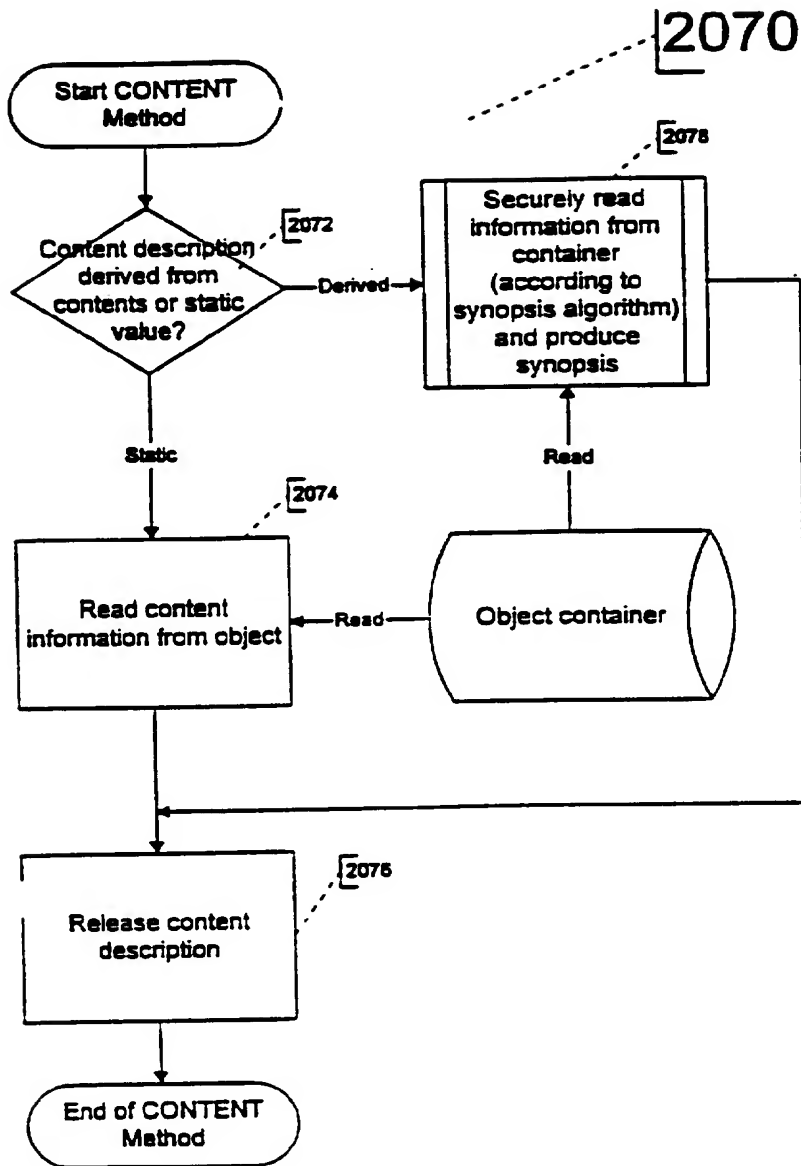 2070
Start CONTENT
Method
2078
2072
Content description
derived from
contents or static
value?
Derived
Securely read
information from
container
(according to
synopsis algorithm)
and produce
synopsis
Static
Read
2074
Read content
information from object
Read
Object container
2076
Release content
description
End of CONTENT
Method